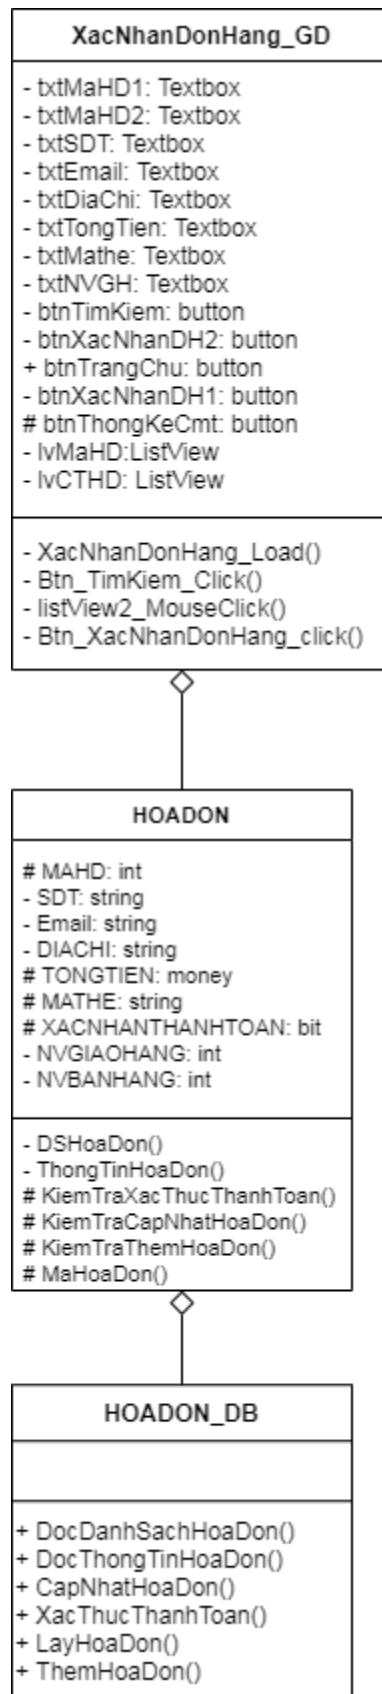 XacNhanDonHang_GD
- txtMaHD1: Textbox
- txtMaHD2: Textbox
- txtSDT: Textbox
- txtEmail: Textbox
- txtDiaChi: Textbox
- txtTongTien: Textbox
- txtMathe: Textbox
- txtNVGH: Textbox
- btnTimKiem: button
- btnXacNhanDH2: button
+ btnTrangChu: button
- btnXacNhanDH1: button
# btnThongKeCmt: button
- lvMaHD:ListView
- lvCTHD: ListView
- XacNhanDonHang_Load()
- Btn_TimKiem_Click()
- listView2_MouseClick()
- Btn_XacNhanDonHang_click()
HOADON
# MAHD: int
- SDT: string
- Email: string
- DIACHI: string
# TONGTIEN: money
# MATHE: string
# XACNHANTHANHTOAN: bit
- NVGIAOHANG: int
- NVBANHANG: int
- DSHoaDon()
- ThongTinHoaDon()
# KiemTraXacThucThanhToan()
# KiemTraCapNhatHoaDon()
# KiemTraThemHoaDon()
# MaHoaDon()
HOADON_DB
+ DocDanhSachHoaDon()
+ DocThongTinHoaDon()
+ CapNhatHoaDon()
+ XacThucThanhToan()
+ LayHoaDon()
+ ThemHoaDon()